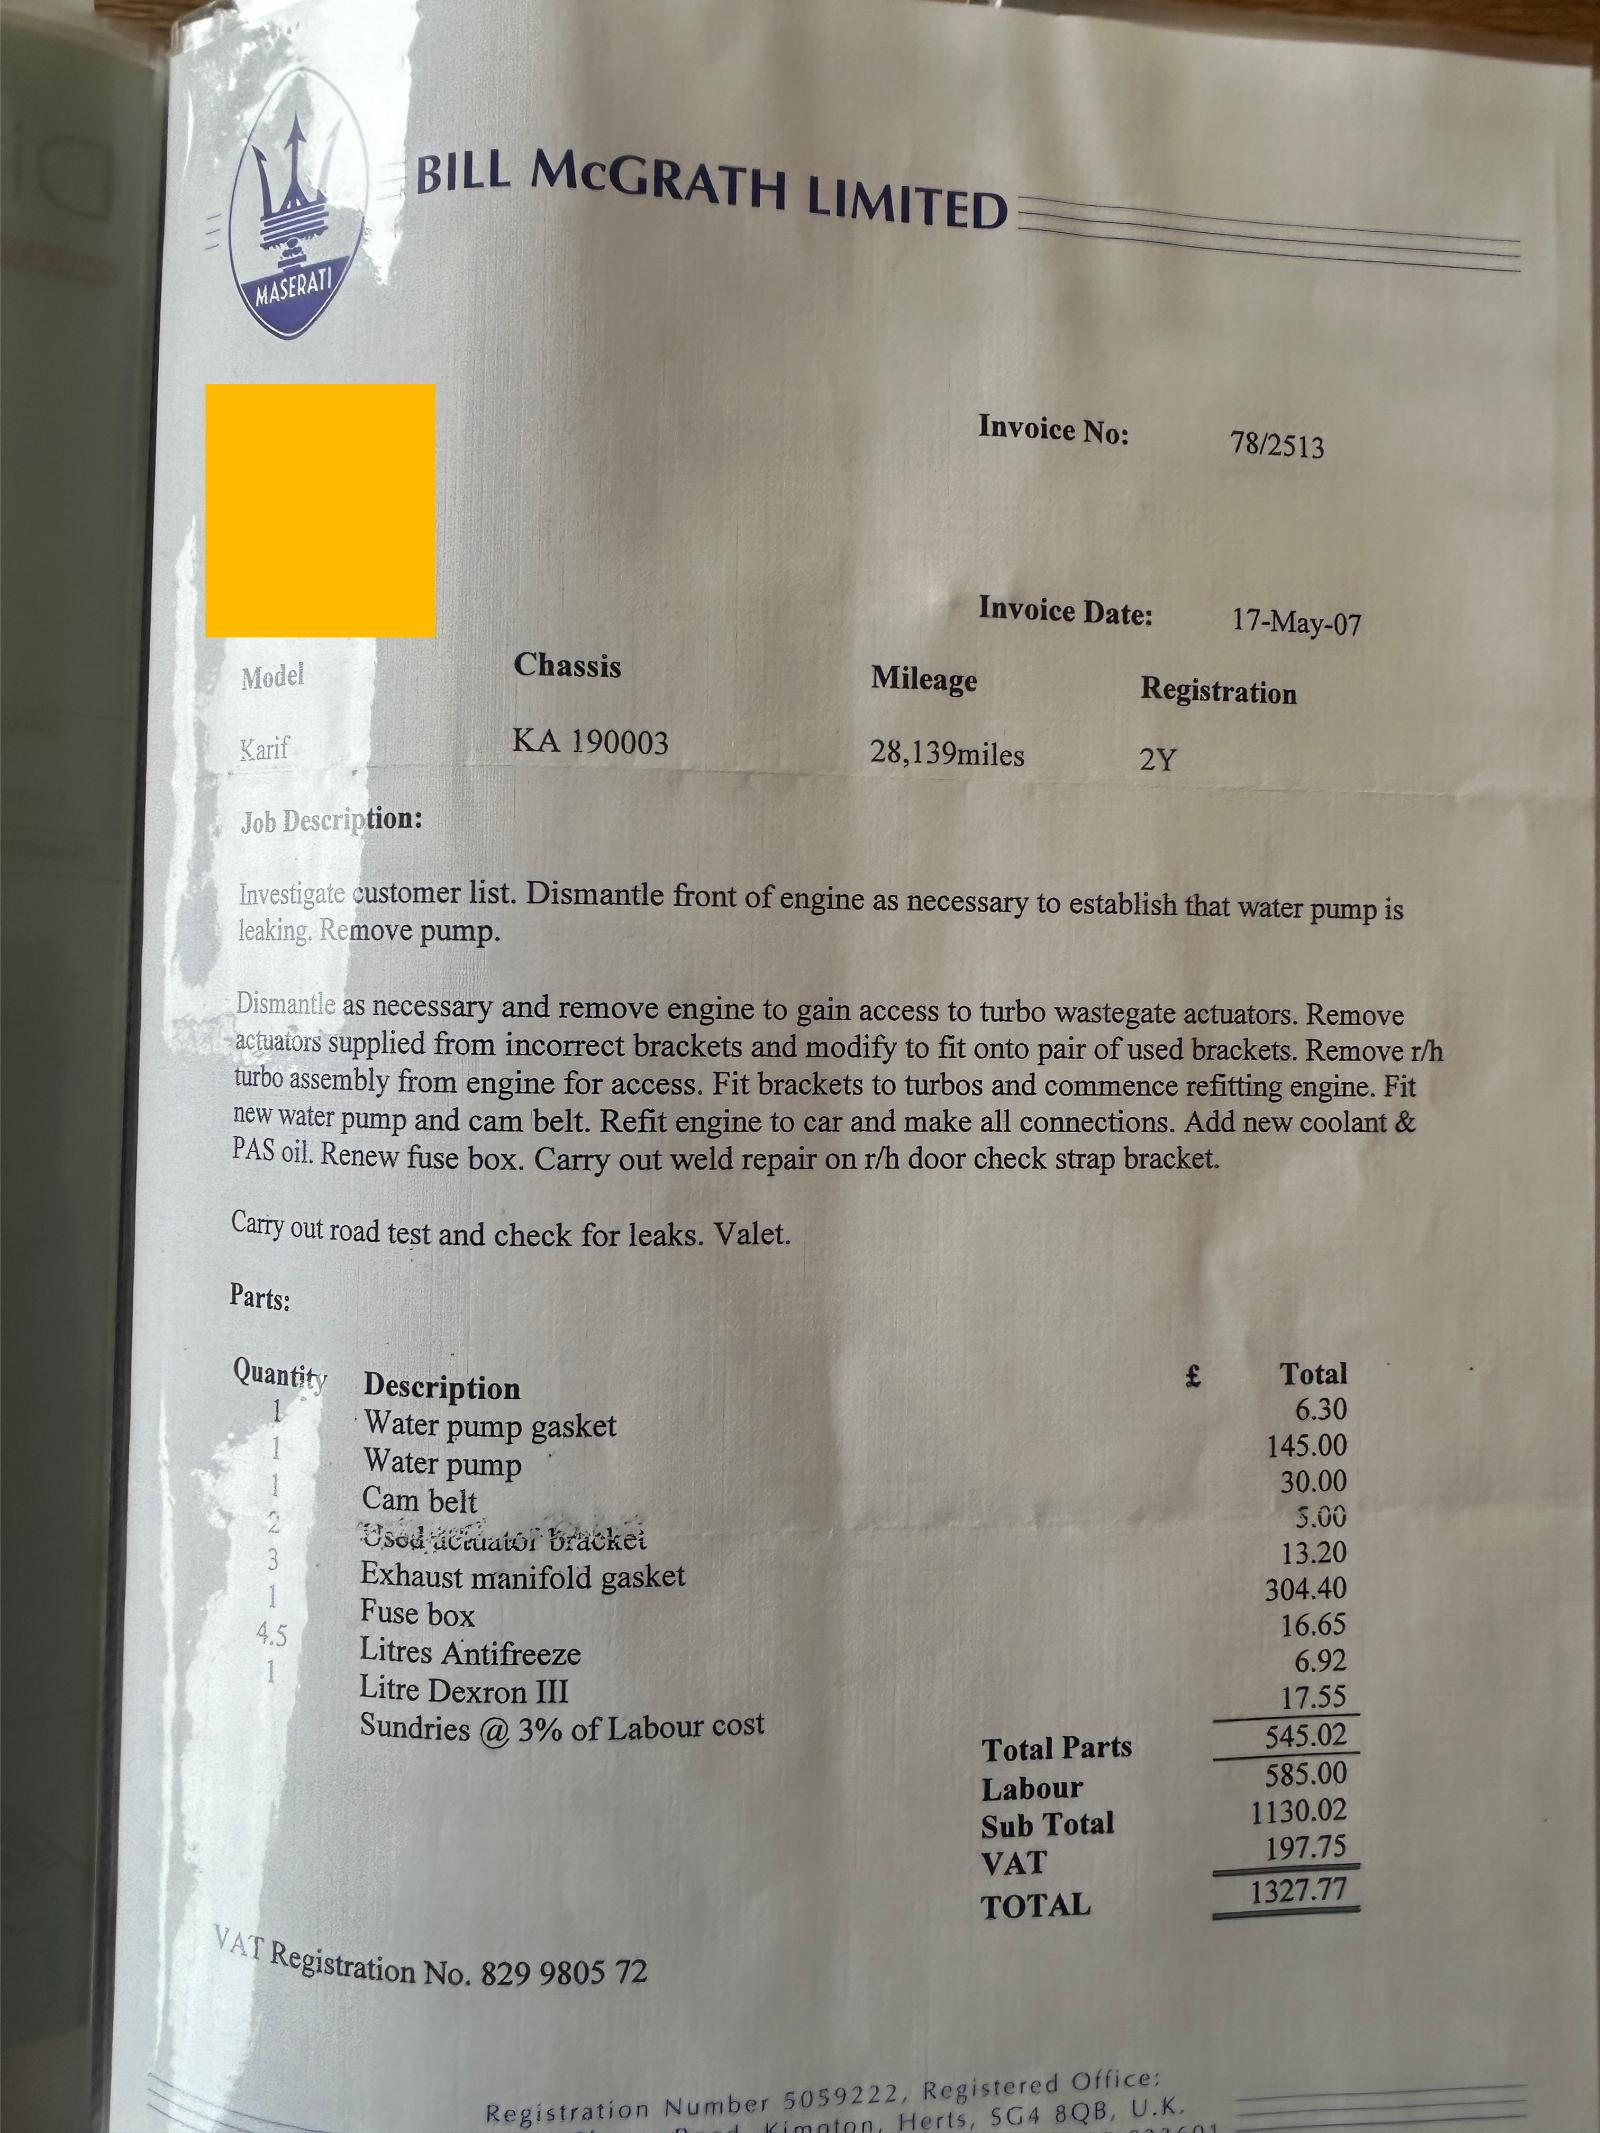 MASERATI
BILL McGRATH LIMITED
Invoice No: 78/2513
Invoice Date: 17-May-07
Model Chassis Mileage Registration
Karif KA 190003 28,139miles 2Y
Job Description:
Investigate customer list. Dismantle front of engine as necessary to establish that water pump is
leaking. Remove pump.
Dismantle as necessary and remove engine to gain access to turbo wastegate actuators. Remove
actuators supplied from incorrect brackets and modify to fit onto pair of used brackets. Remove r/h
turbo assembly from engine for access. Fit brackets to turbos and commence refitting engine. Fit
new water pump and cam belt. Refit engine to car and make all connections. Add new coolant &
PAS oil. Renew fuse box. Carry out weld repair on r/h door check strap bracket.
Carry out road test and check for leaks. Valet.
Parts:
Quantity Description £ Total
1 Water pump gasket 6.30
1 Water pump 145.00
1 Cam belt 30.00
2 Used actuator bracket 5.00
3 Exhaust manifold gasket 13.20
1 Fuse box 304.40
4.5 Litres Antifreeze 16.65
1 Litre Dexron III 6.92
Sundries @ 3% of Labour cost 17.55
Total Parts 545.02
Labour 585.00
Sub Total 1130.02
VAT 197.75
TOTAL 1327.77
VAT Registration No. 829 9805 72
Registration Number 5059222, Registered Office:
Road, Kimpton, Herts, SG4 8QB, U.K.